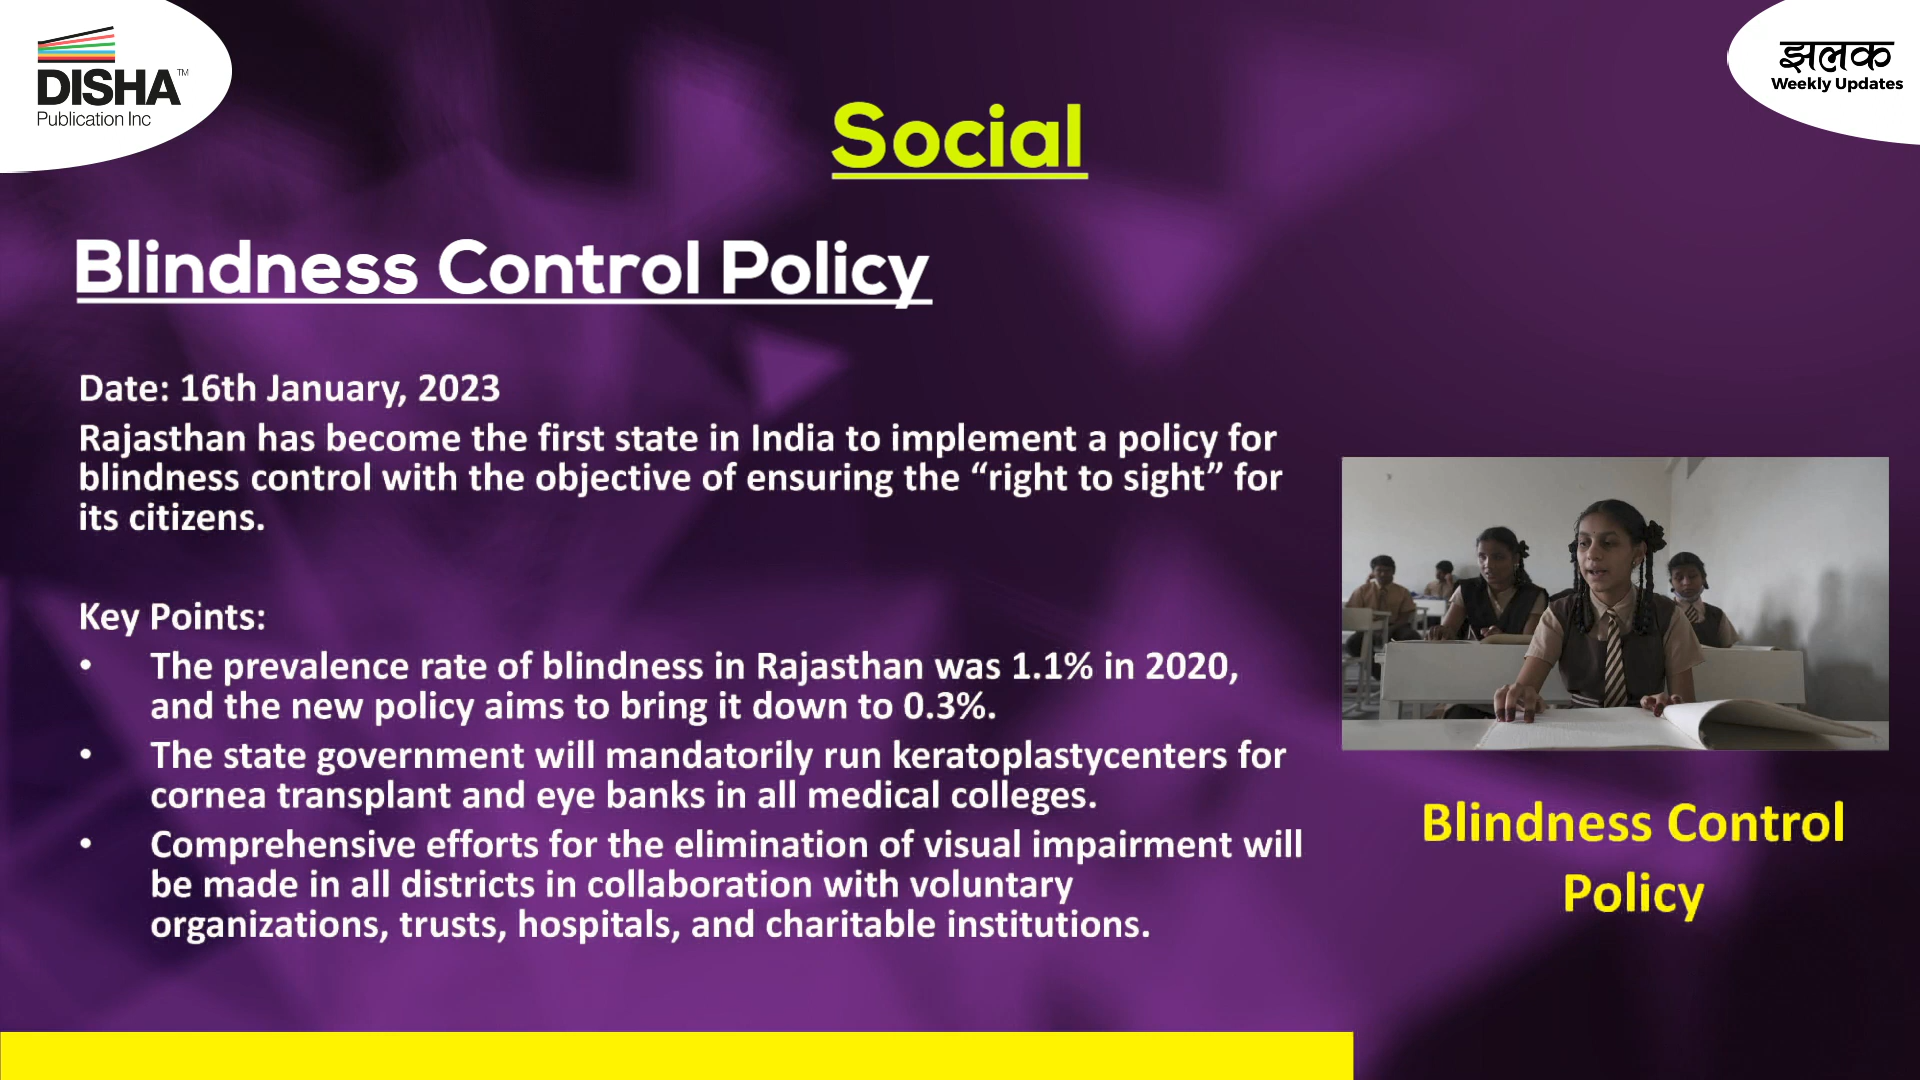 DISHA™
Publication Inc
झलक
Weekly Updates
Social
Blindness Control Policy
Date: 16th January, 2023
Rajasthan has become the first state in India to implement a policy for
blindness control with the objective of ensuring the “right to sight” for
its citizens.
Key Points:
• The prevalence rate of blindness in Rajasthan was 1.1% in 2020,
and the new policy aims to bring it down to 0.3%.
• The state government will mandatorily run keratoplastycenters for
cornea transplant and eye banks in all medical colleges.
• Comprehensive efforts for the elimination of visual impairment will
be made in all districts in collaboration with voluntary
organizations, trusts, hospitals, and charitable institutions.
Blindness Control
Policy